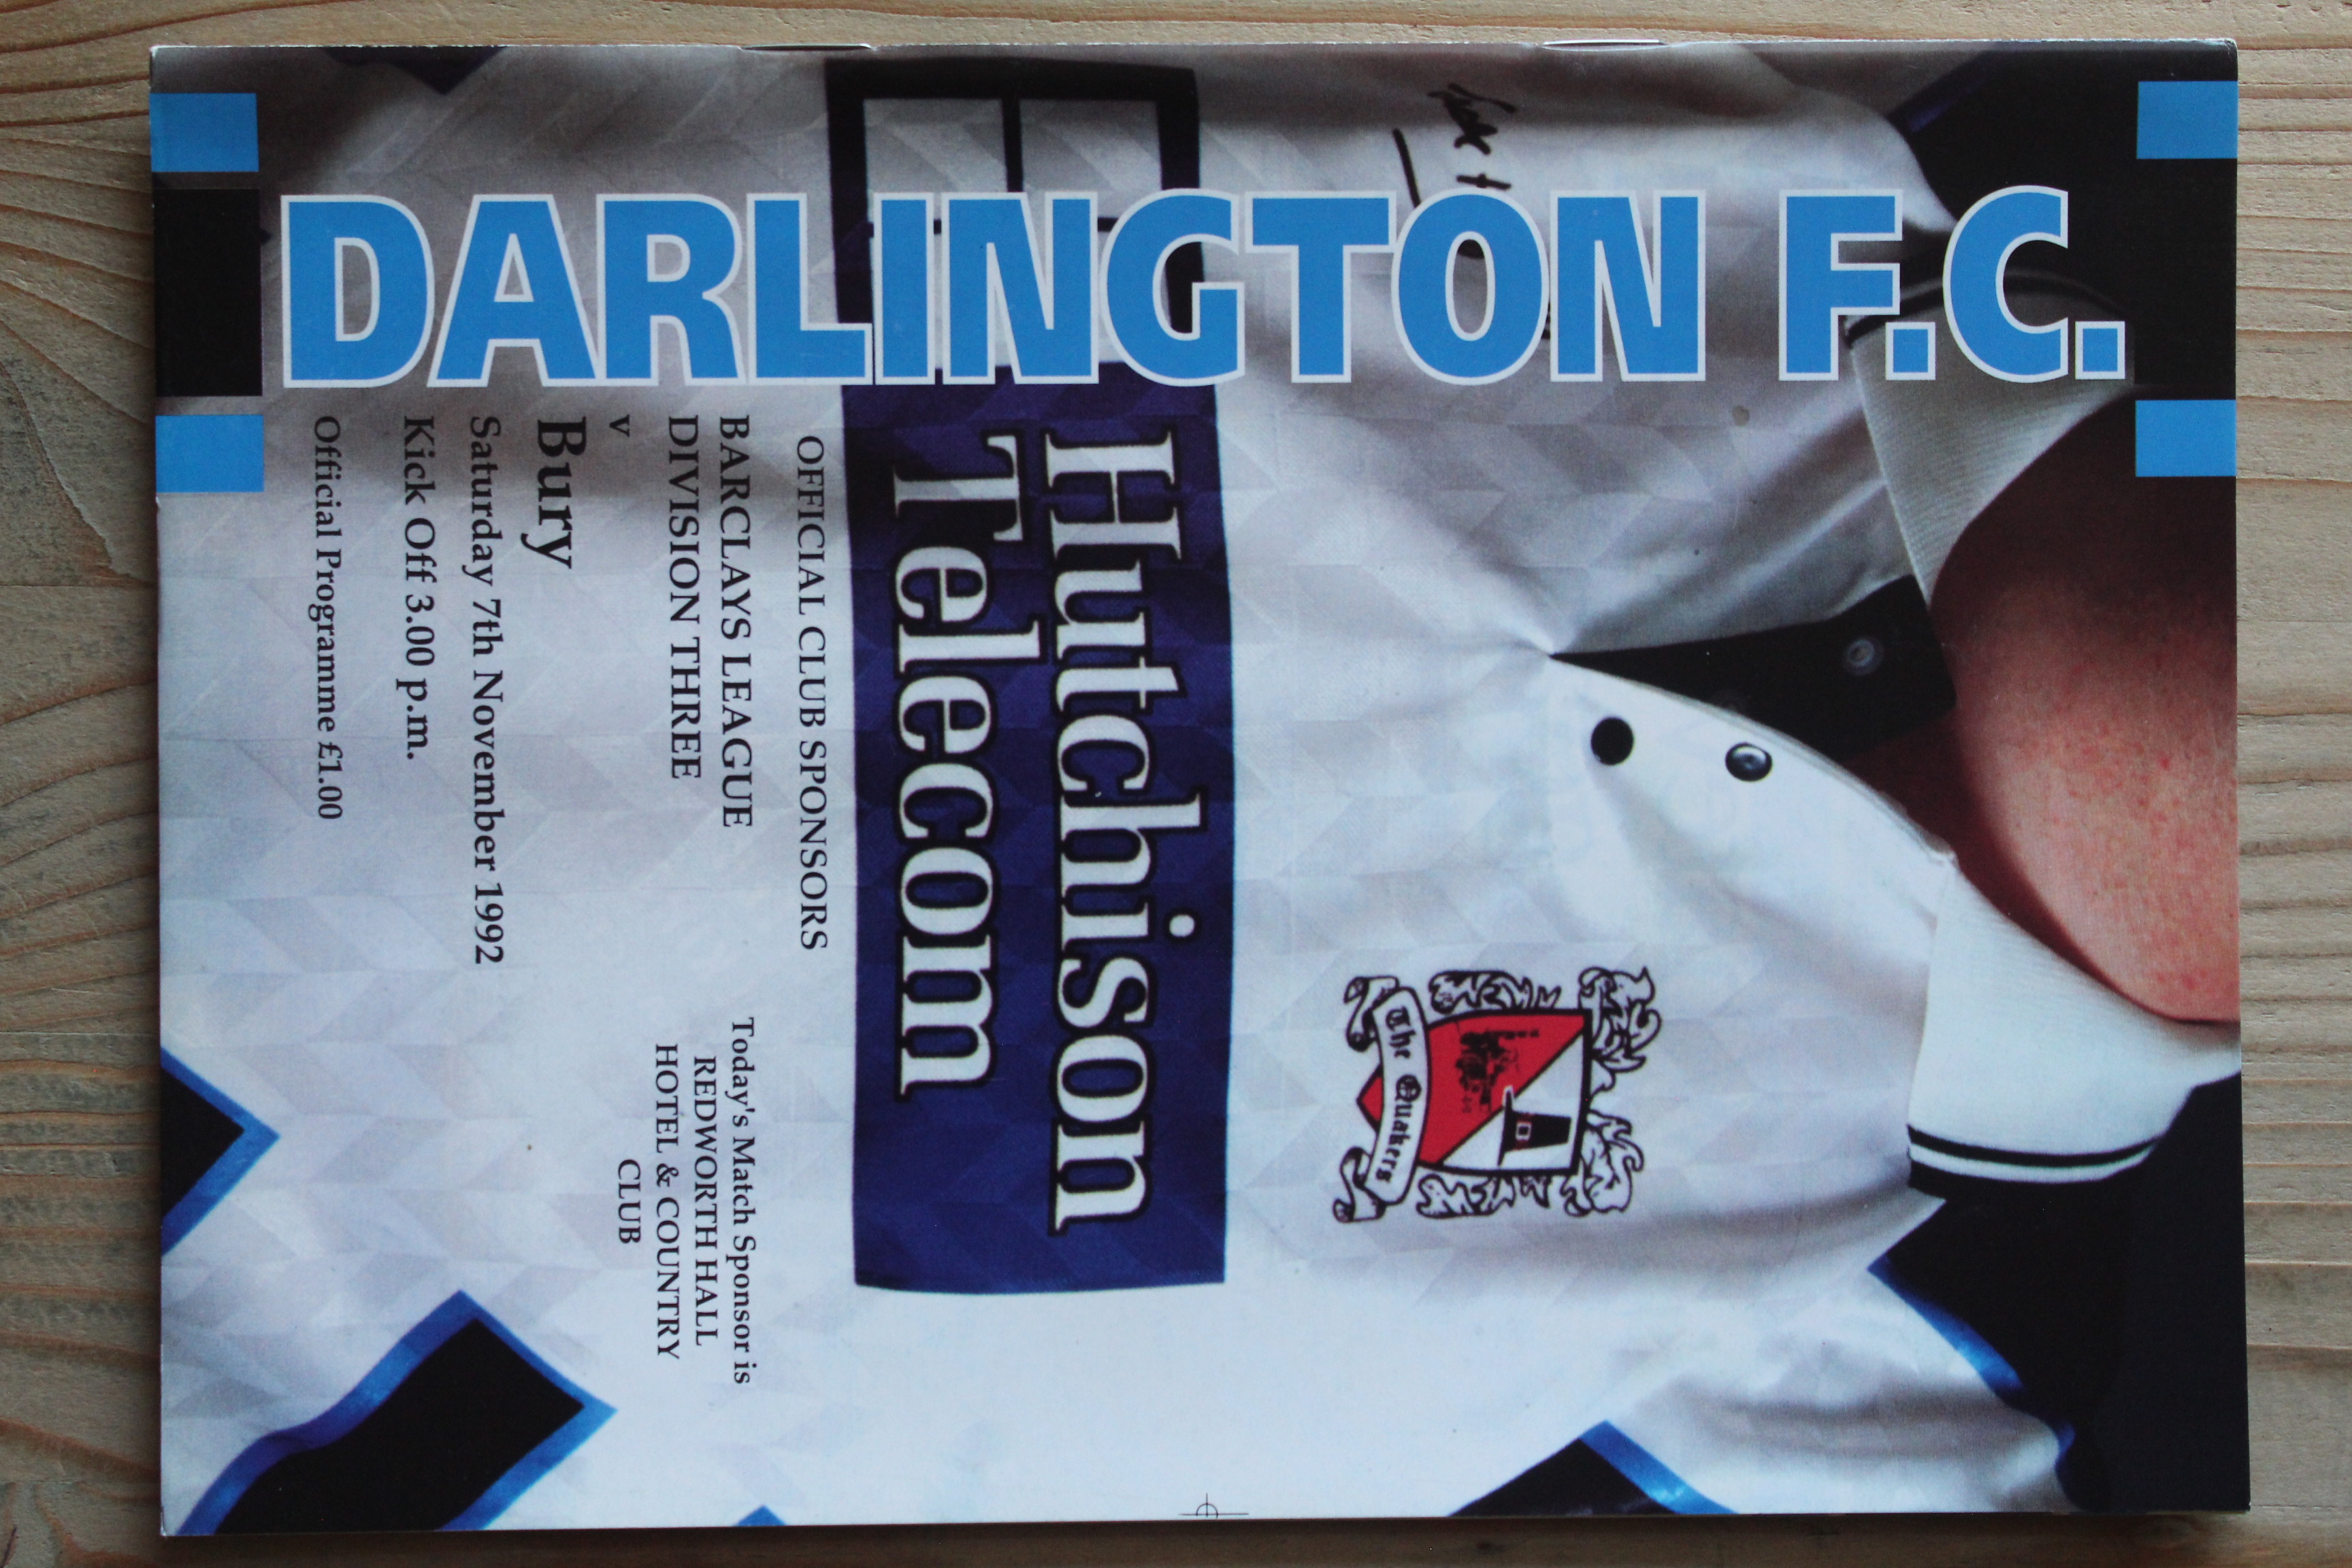 DARLINGTON F.C.
The Quakers
Hutchison
Telecom
OFFICIAL CLUB SPONSORS
BARCLAYS LEAGUE
DIVISION THREE
v
Bury
Saturday 7th November 1992
Kick Off 3.00 p.m.
Official Programme £1.00
Today's Match Sponsor is
REDWORTH HALL
HOTEL & COUNTRY
CLUB